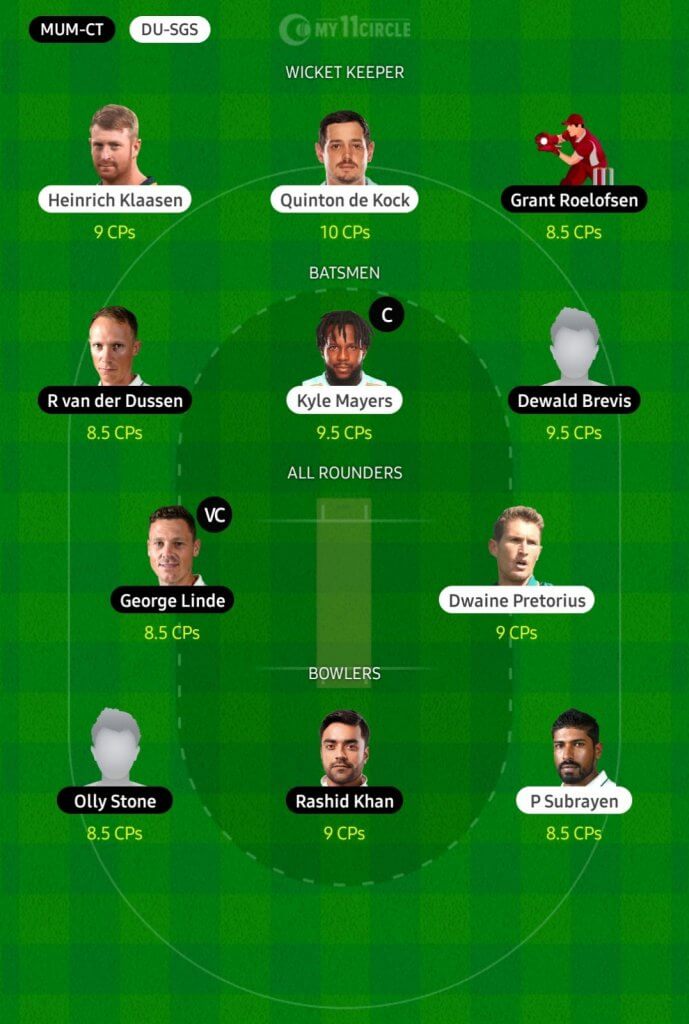 MUM-CT DU-SGS MY11CIRCLE
WICKET KEEPER
Heinrich Klaasen Quinton de Kock Grant Roelofsen
9 CPs 10 CPs 8.5 CPs
BATSMEN
C
R van der Dussen Kyle Mayers Dewald Brevis
8.5 CPs 9.5 CPs 9.5 CPs
ALL ROUNDERS
VC
George Linde Dwaine Pretorius
8.5 CPs 9 CPs
BOWLERS
Olly Stone Rashid Khan P Subrayen
8.5 CPs 9 CPs 8.5 CPs